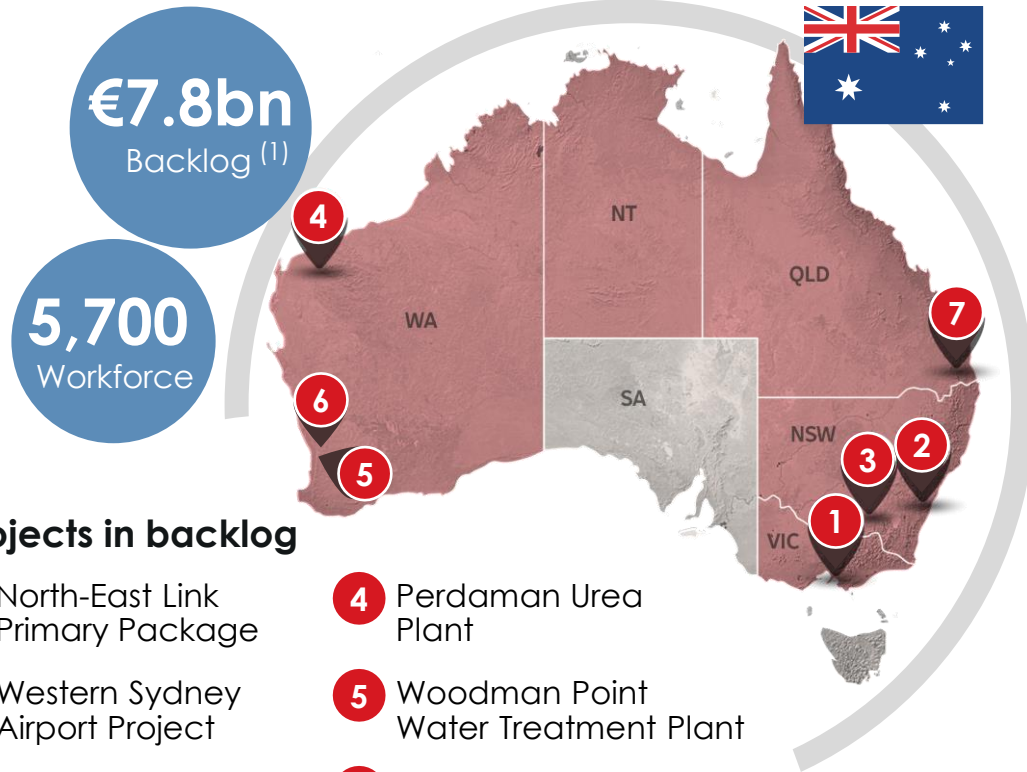 €7.8bn
Backlog (1)
5,700
Workforce
4
6
5
7
3
2
1
WA
NT
QLD
SA
NSW
VIC
jects in backlog
North-East Link
Primary Package
Western Sydney
Airport Project
4 Perdaman Urea
Plant
5 Woodman Point
Water Treatment Plant